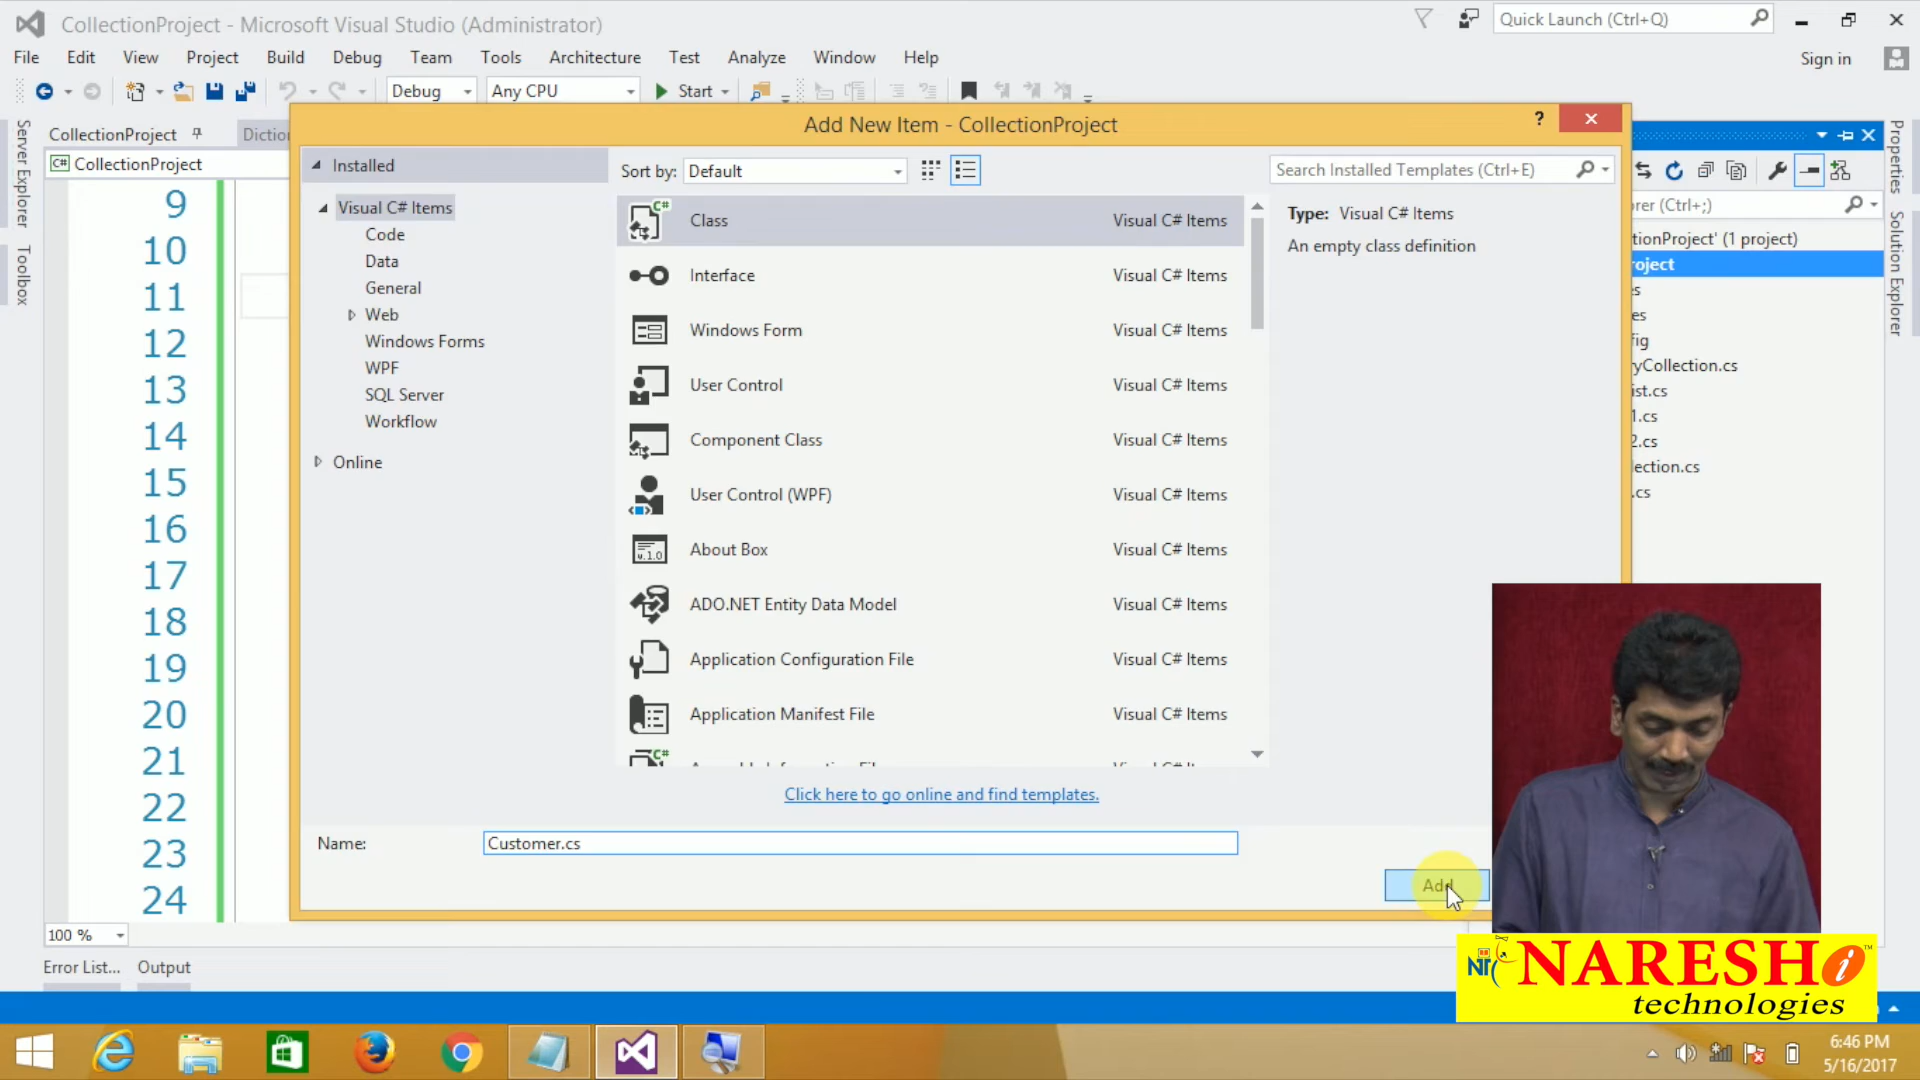 CollectionProject - Microsoft Visual Studio (Administrator)
Quick Launch (Ctrl+Q)
File Edit View Project Build Debug Team Tools Architecture Test Analyze Window Help
Sign in
Debug Any CPU Start
CollectionProject
Add New Item - CollectionProject ?
CollectionProject
Server Explorer
Toolbox
Properties
Solution Explorer
9
10
11
12
13
14
15
16
17
18
19
20
21
22
23
24
Installed
Visual C# Items
Code
Data
General
Web
Windows Forms
WPF
SQL Server
Workflow
Online
Sort by: Default
Search Installed Templates (Ctrl+E)
Class Visual C# Items
Interface Visual C# Items
Windows Form Visual C# Items
User Control Visual C# Items
Component Class Visual C# Items
User Control (WPF) Visual C# Items
About Box Visual C# Items
ADO.NET Entity Data Model Visual C# Items
Application Configuration File Visual C# Items
Application Manifest File Visual C# Items
Type: Visual C# Items
An empty class definition
Click here to go online and find templates.
Name: Customer.cs
Add
(Ctrl+;)
(1 project)
100 %
Error List... Output
NARESH i
technologies
6:46 PM
5/16/2017